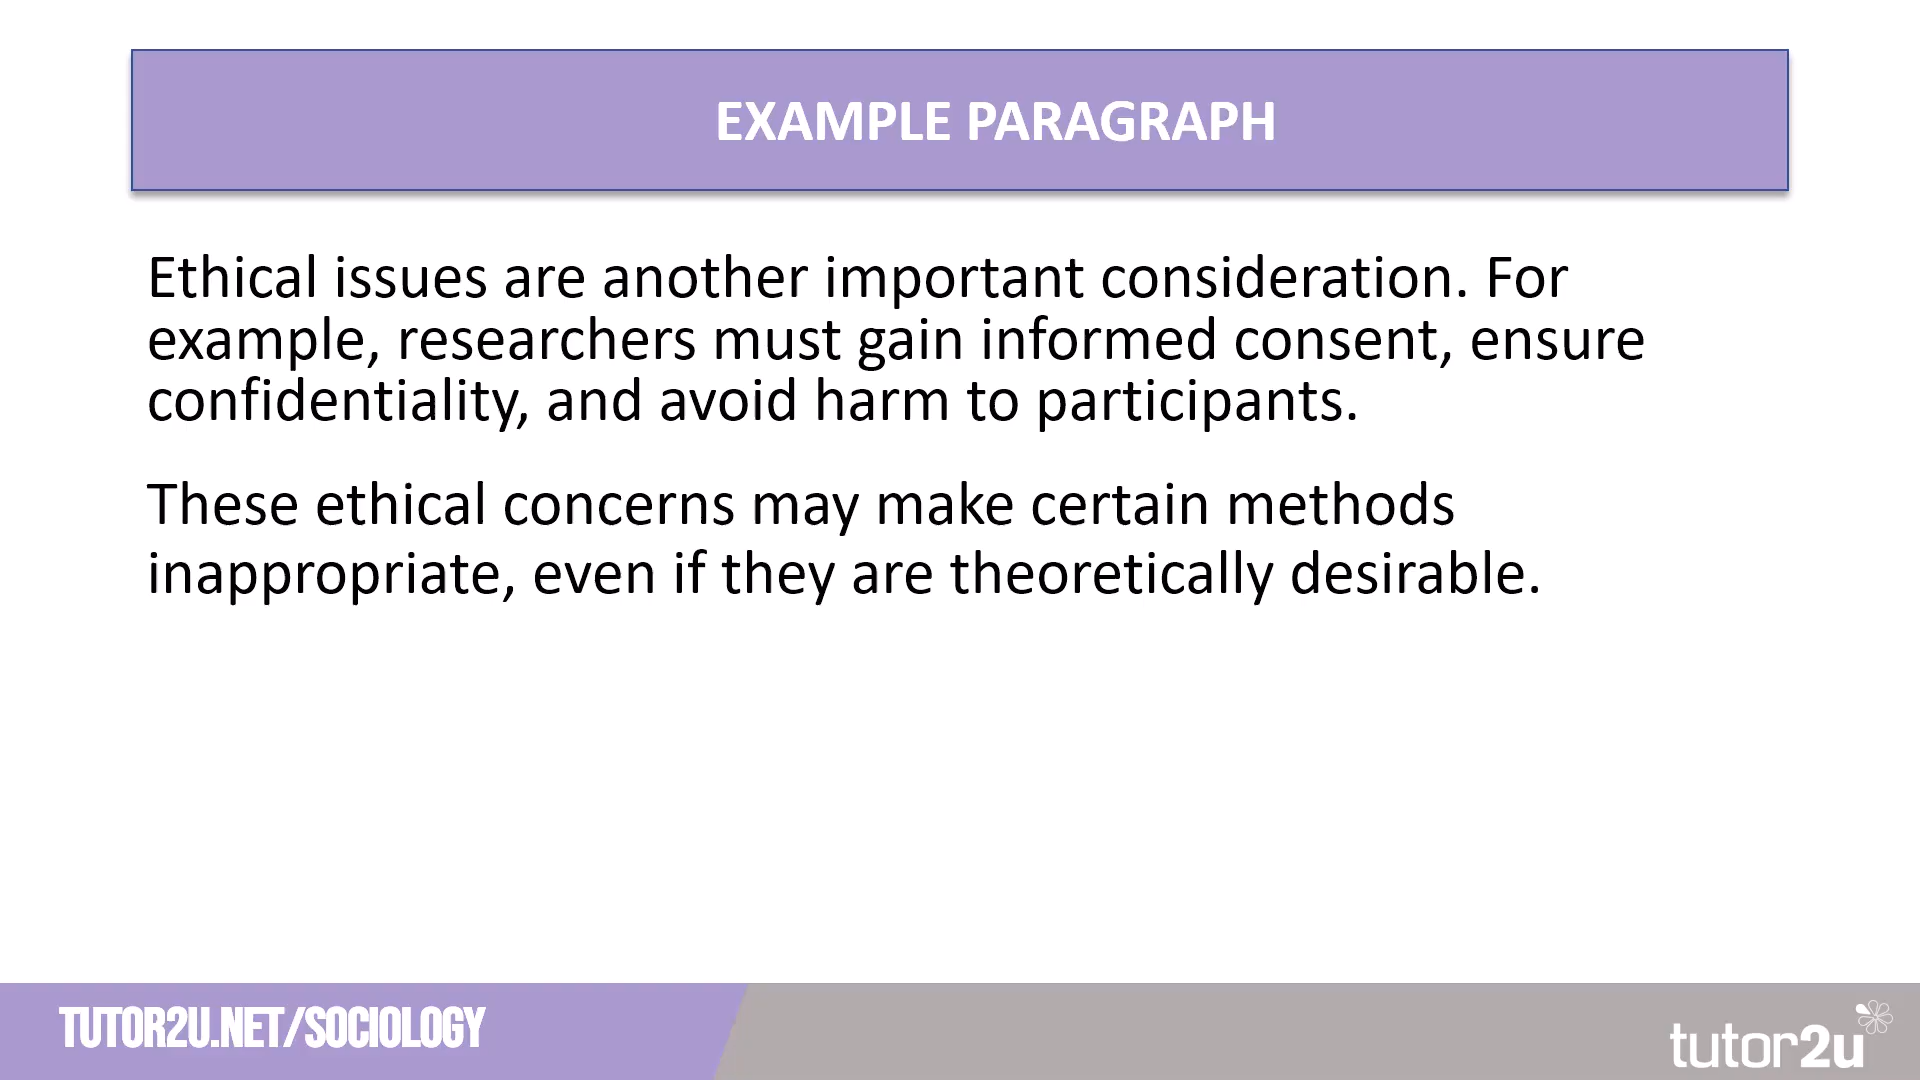 EXAMPLE PARAGRAPH
Ethical issues are another important consideration. For
example, researchers must gain informed consent, ensure
confidentiality, and avoid harm to participants.
These ethical concerns may make certain methods
inappropriate, even if they are theoretically desirable.
TUTOR2U.NET/SOCIOLOGY
tutor2u